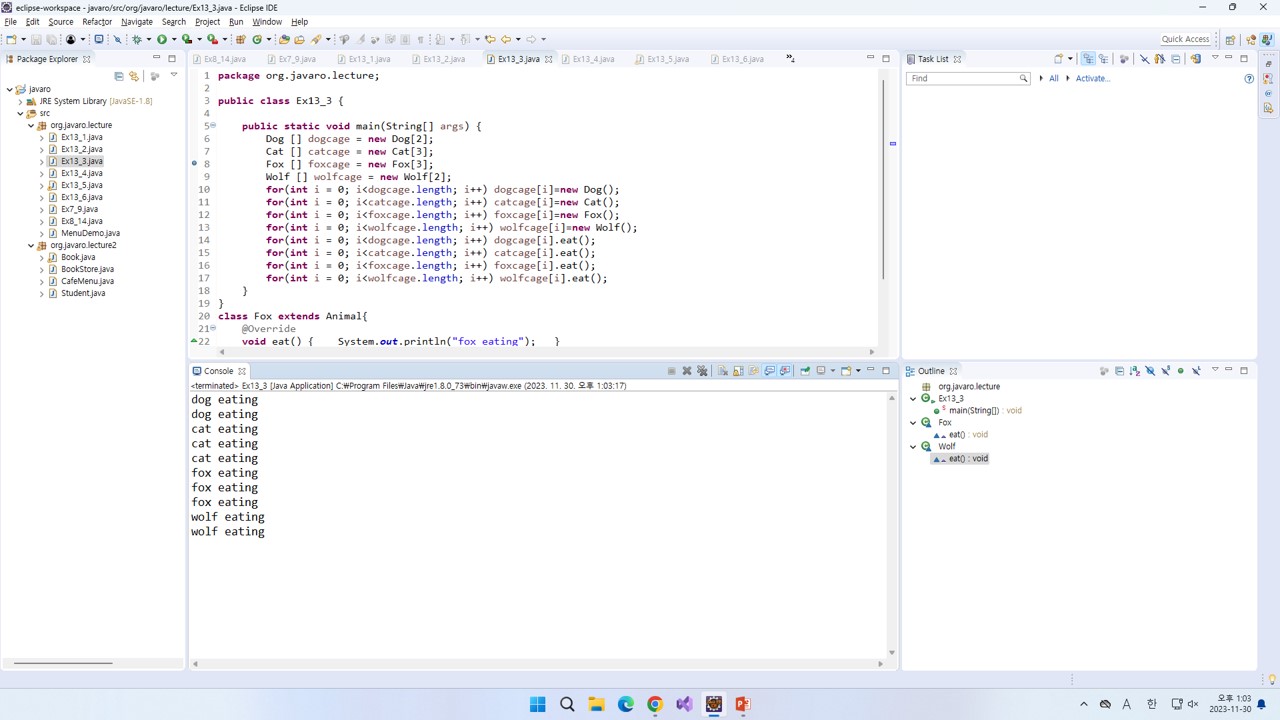 eclipse-workspace - javaro/src/org/javaro/lecture/Ex13_3.java - Eclipse IDE
File Edit Source Refactor Navigate Search Project Run Window Help
Quick Access
Package Explorer
javaro
JRE System Library [JavaSE-1.8]
src
org.javaro.lecture
Ex13_1.java
Ex13_2.java
Ex13_3.java
Ex13_4.java
Ex13_5.java
Ex13_6.java
Ex7_9.java
Ex8_14.java
MenuDemo.java
org.javaro.lecture2
Book.java
BookStore.java
CafeMenu.java
Student.java
Ex8_14.java Ex7_9.java Ex13_1.java Ex13_2.java Ex13_3.java Ex13_4.java Ex13_5.java Ex13_6.java
1 package org.javaro.lecture;
2
3 public class Ex13_3 {
4
5 public static void main(String[] args) {
6 Dog [] dogcage = new Dog[2];
7 Cat [] catcage = new Cat[3];
8 Fox [] foxcage = new Fox[3];
9 Wolf [] wolfcage = new Wolf[2];
10 for(int i = 0; i<dogcage.length; i++) dogcage[i]=new Dog();
11 for(int i = 0; i<catcage.length; i++) catcage[i]=new Cat();
12 for(int i = 0; i<foxcage.length; i++) foxcage[i]=new Fox();
13 for(int i = 0; i<wolfcage.length; i++) wolfcage[i]=new Wolf();
14 for(int i = 0; i<dogcage.length; i++) dogcage[i].eat();
15 for(int i = 0; i<catcage.length; i++) catcage[i].eat();
16 for(int i = 0; i<foxcage.length; i++) foxcage[i].eat();
17 for(int i = 0; i<wolfcage.length; i++) wolfcage[i].eat();
18 }
19 }
20 class Fox extends Animal{
21 @Override
22 void eat() { System.out.println("fox eating"); }
Console
<terminated> Ex13_3 [Java Application] C:₩Program Files₩Java₩jre1.8.0_73₩bin₩javaw.exe (2023. 11. 30. 오후 1:03:17)
dog eating
dog eating
cat eating
cat eating
cat eating
fox eating
fox eating
fox eating
wolf eating
wolf eating
Task List
Find All Activate...
Outline
org.javaro.lecture
Ex13_3
main(String[]) : void
Fox
eat() : void
Wolf
eat() : void
A 한 오후 1:03
2023-11-30